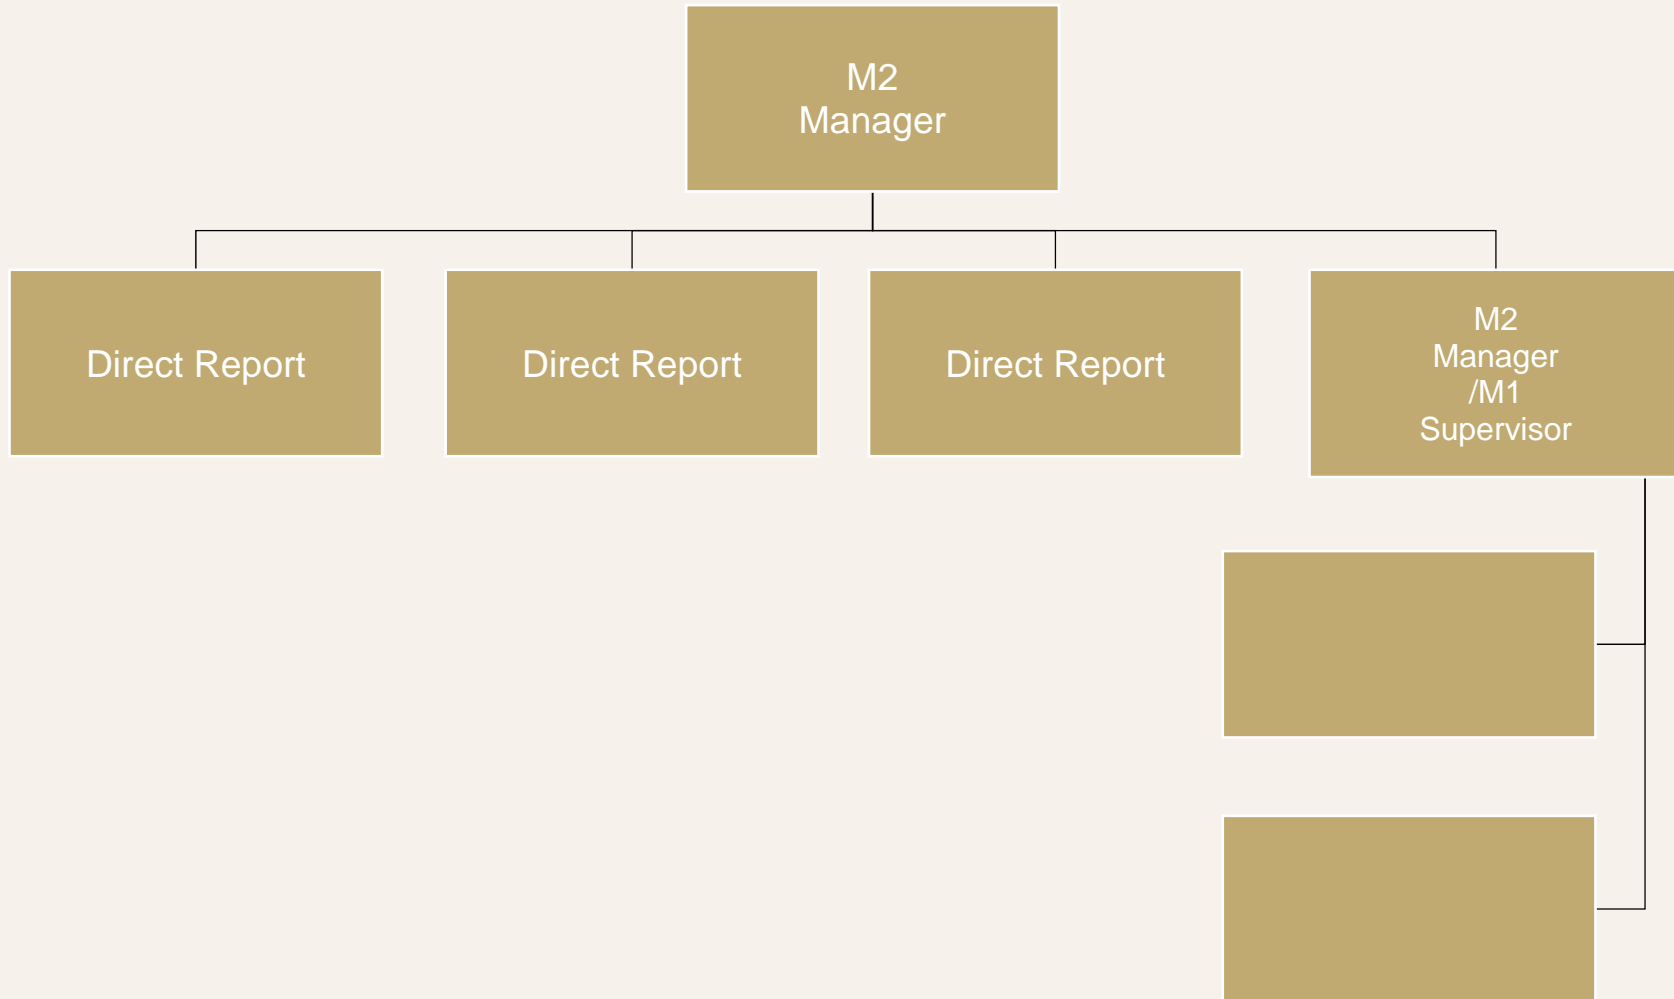 M2
Manager
Direct Report
Direct Report
Direct Report
M2
Manager
/M1
Supervisor